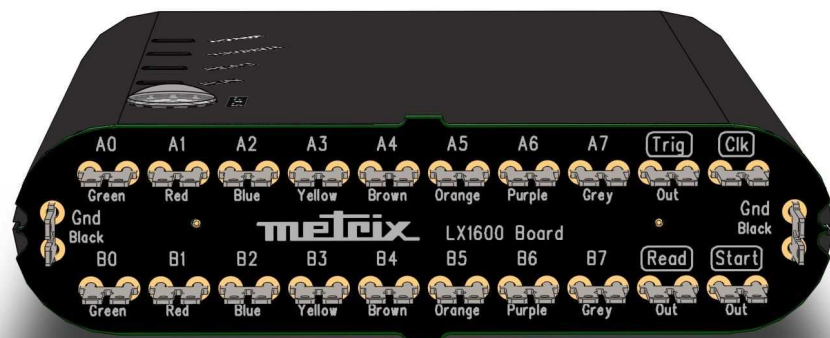 A0 A1 A2 A3 A4 A5 A6 A7 Trig Clk
Green Red Blue Yellow Brown Orange Purple Grey Out
Gnd Gnd
Black Black
metrix LX1600 Board
B0 B1 B2 B3 B4 B5 B6 B7 Read Start
Green Red Blue Yellow Brown Orange Purple Grey Out Out